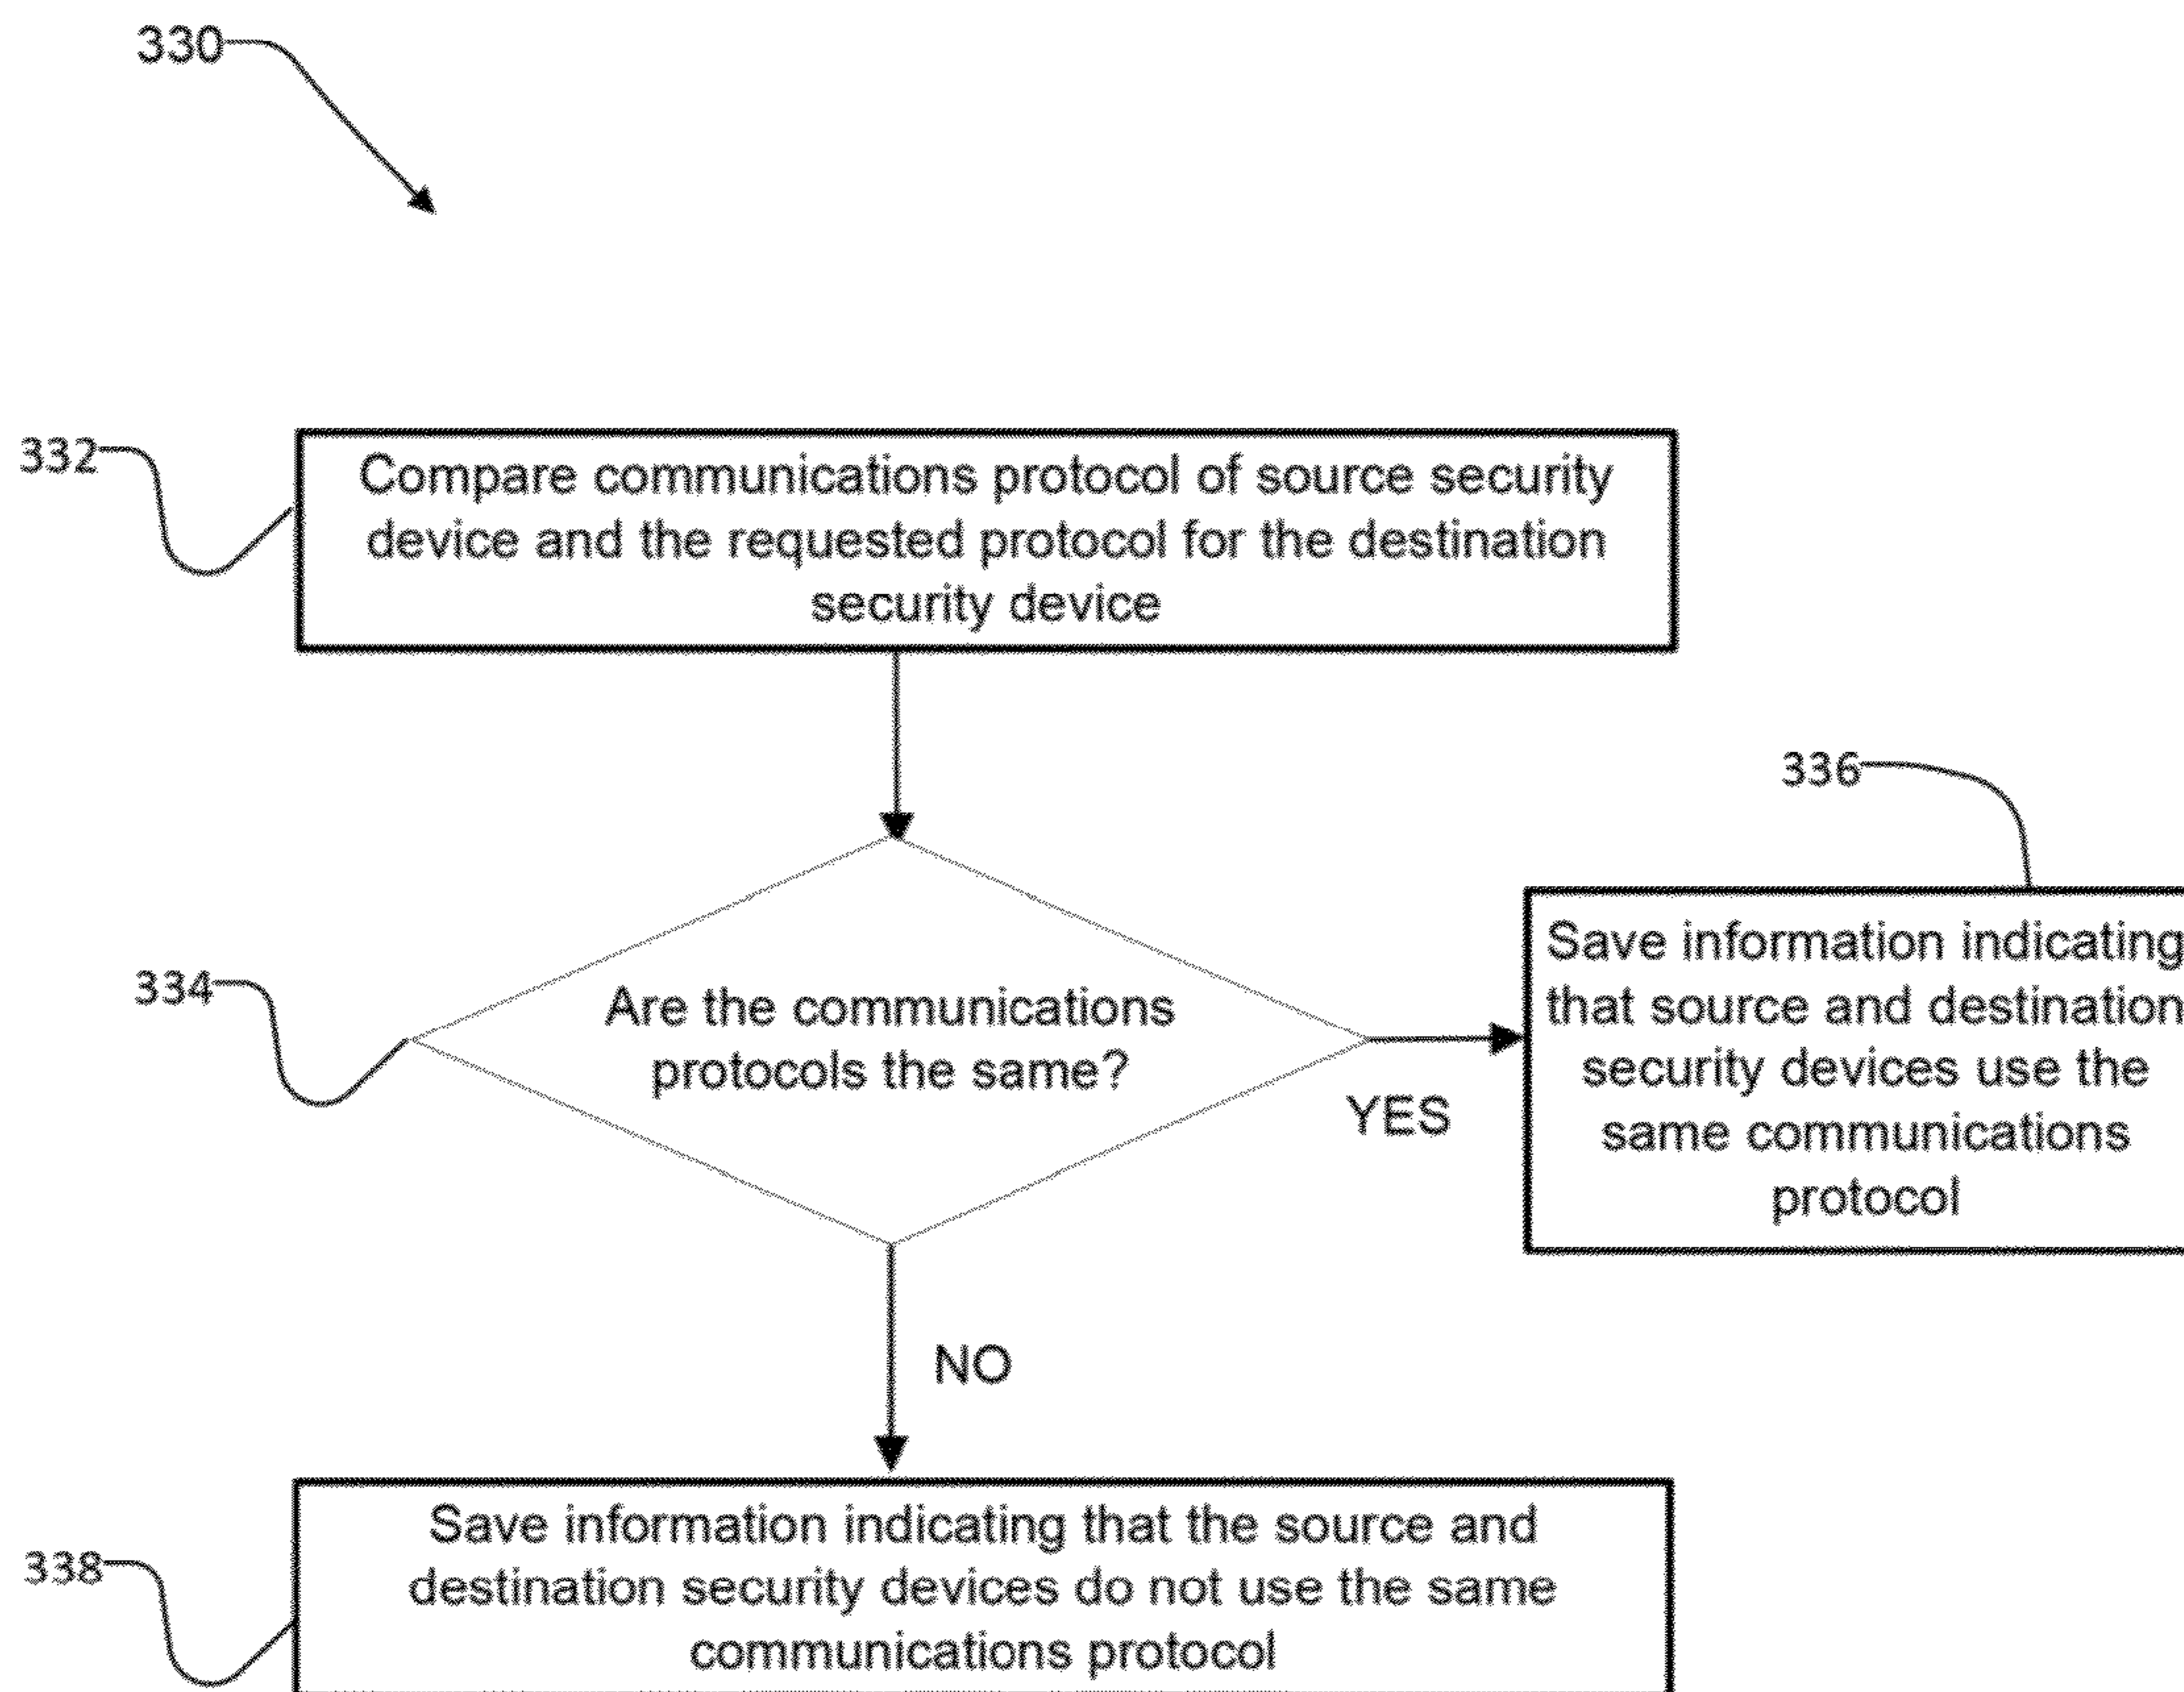 330
332
Compare communications protocol of source security
device and the requested protocol for the destination
security device
336
334
Are the communications
protocols the same?
YES
Save information indicating
that source and destination
security devices use the
same communications
protocol
NO
338
Save information indicating that the source and
destination security devices do not use the same
communications protocol